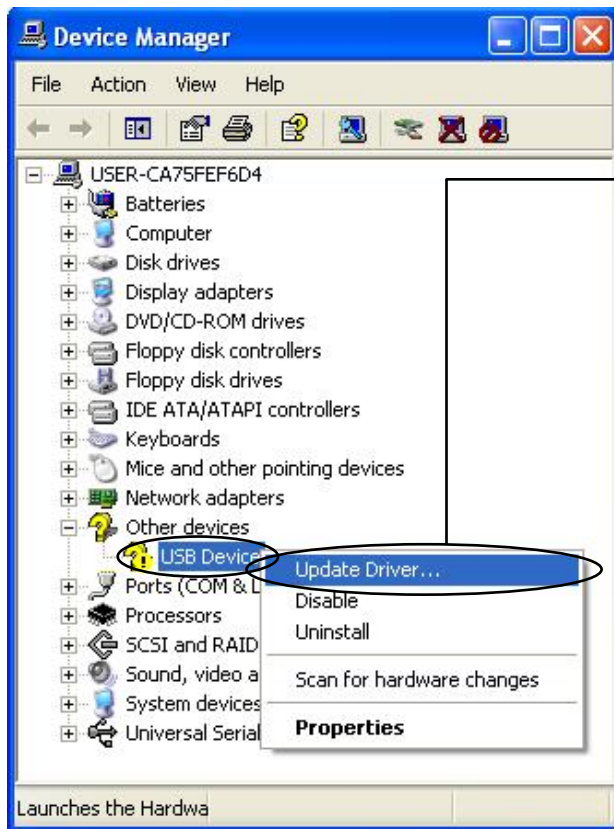 Device Manager
File Action View Help
USER-CA75FEF6D4
Batteries
Computer
Disk drives
Display adapters
DVD/CD-ROM drives
Floppy disk controllers
Floppy disk drives
IDE ATA/ATAPI controllers
Keyboards
Mice and other pointing devices
Network adapters
Other devices
USB Device
Update Driver...
Ports (COM & L
Disable
Processors
Uninstall
SCSI and RAID
Sound, video a
Scan for hardware changes
System devices
Properties
Universal Serial
Launches the Hardwa